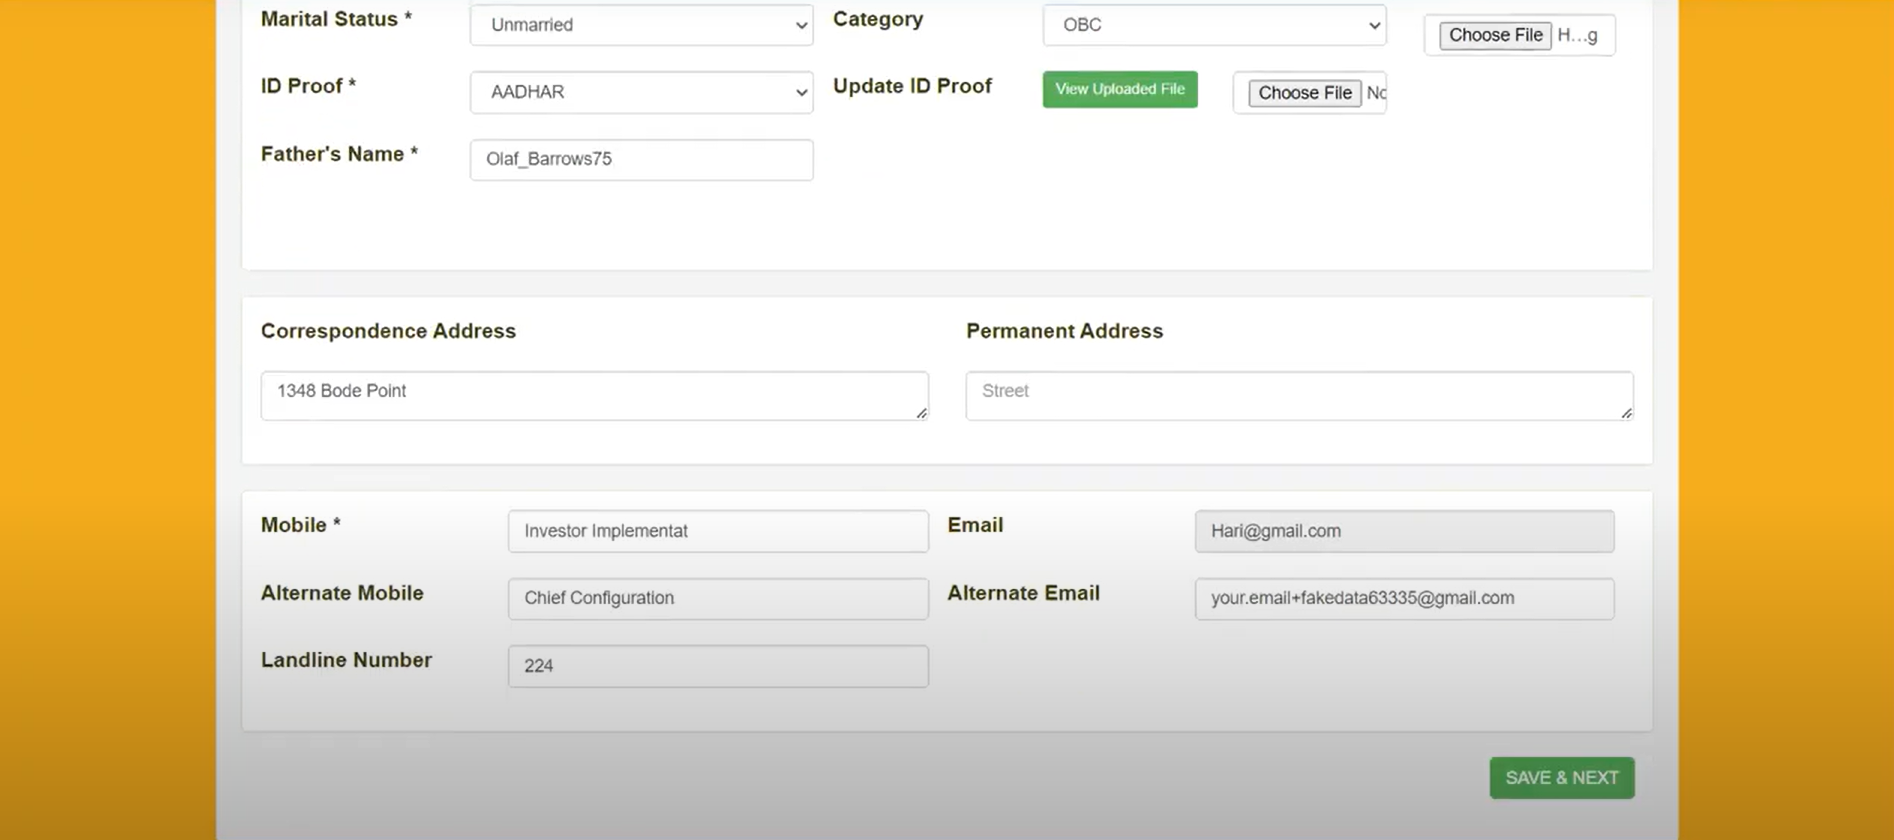 Marital Status * Unmarried Category OBC Choose File H...g
ID Proof * AADHAR Update ID Proof View Uploaded File Choose File No
Father's Name * Olaf_Barrows75
Correspondence Address Permanent Address
1348 Bode Point Street
Mobile * Investor Implementat Email Hari@gmail.com
Alternate Mobile Chief Configuration Alternate Email your.email+fakedata63335@gmail.com
Landline Number 224
SAVE & NEXT